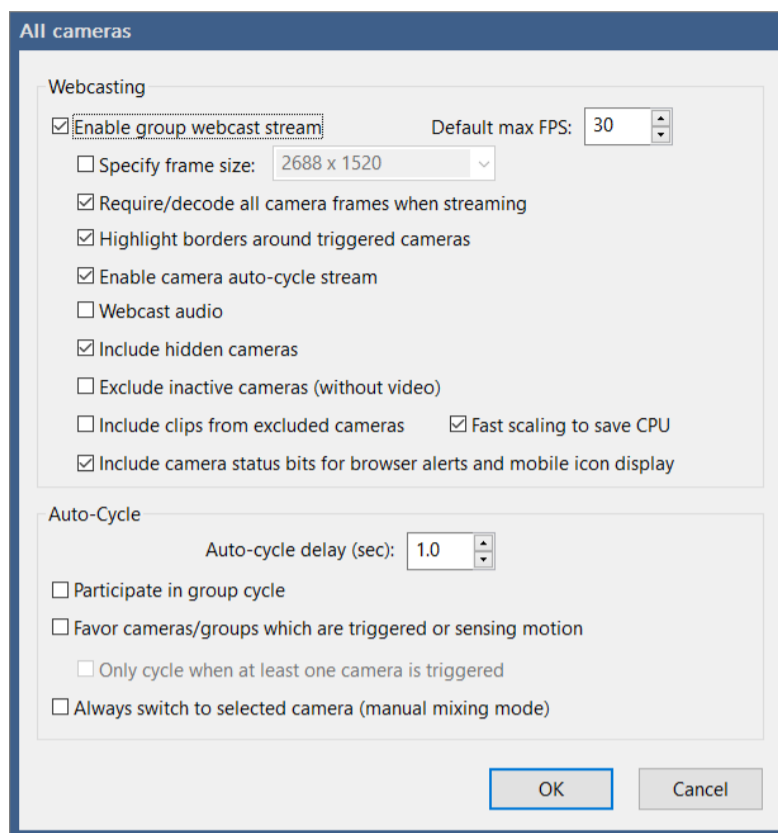 All cameras
Webcasting
Enable group webcast stream Default max FPS: 30
Specify frame size: 2688 x 1520
Require/decode all camera frames when streaming
Highlight borders around triggered cameras
Enable camera auto-cycle stream
Webcast audio
Include hidden cameras
Exclude inactive cameras (without video)
Include clips from excluded cameras Fast scaling to save CPU
Include camera status bits for browser alerts and mobile icon display
Auto-Cycle
Auto-cycle delay (sec): 1.0
Participate in group cycle
Favor cameras/groups which are triggered or sensing motion
Only cycle when at least one camera is triggered
Always switch to selected camera (manual mixing mode)
OK Cancel